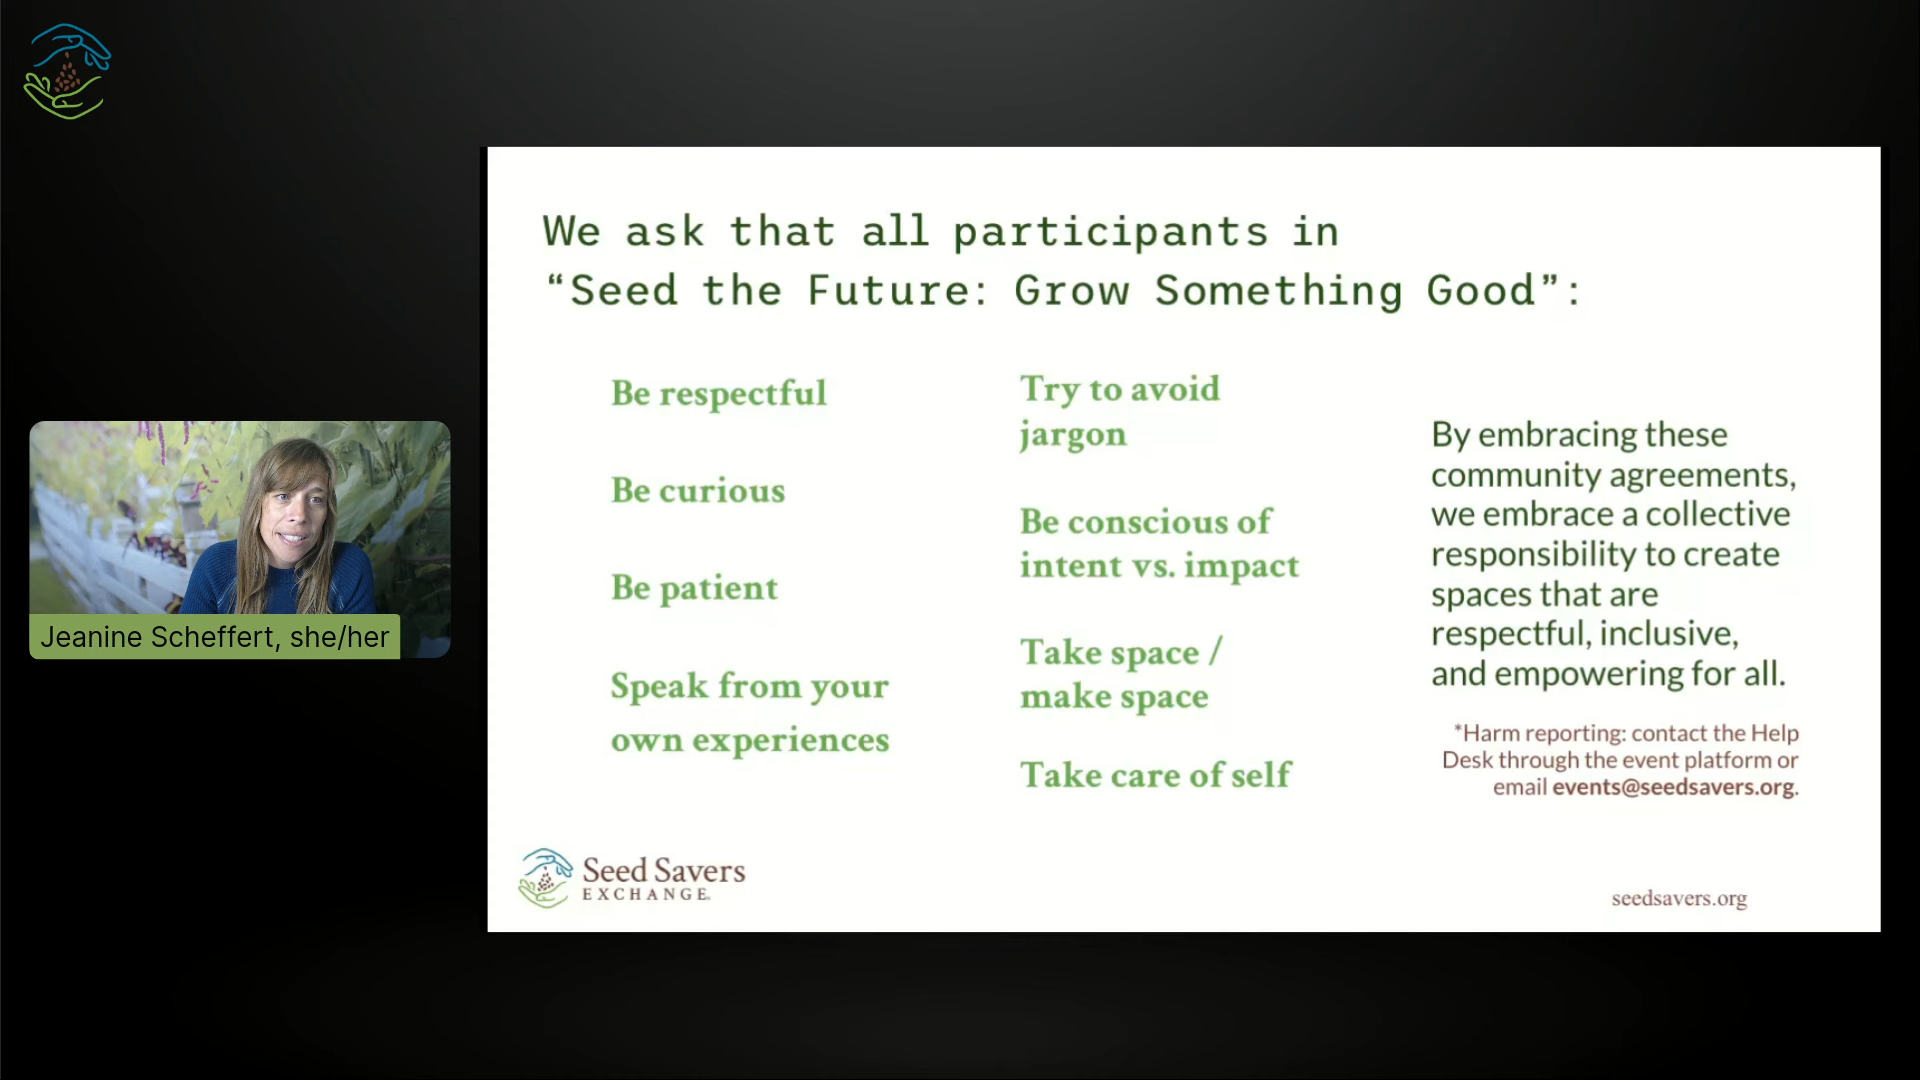 We ask that all participants in
“Seed the Future: Grow Something Good”:
Be respectful
Be curious
Be patient
Speak from your
own experiences
Try to avoid
jargon
Be conscious of
intent vs. impact
Take space /
make space
Take care of self
By embracing these
community agreements,
we embrace a collective
responsibility to create
spaces that are
respectful, inclusive,
and empowering for all.
*Harm reporting: contact the Help
Desk through the event platform or
email events@seedsavers.org.
Jeanine Scheffert, she/her
Seed Savers
EXCHANGE
seedsavers.org